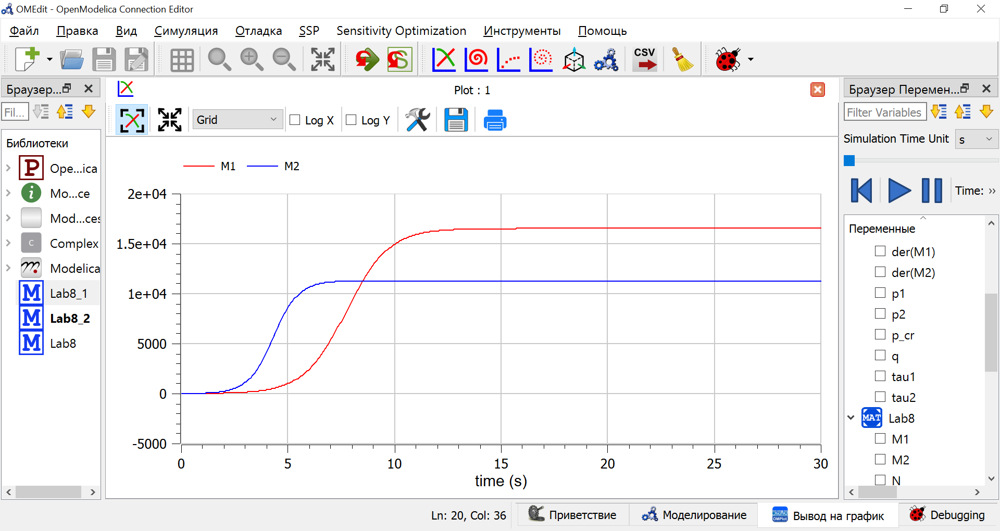 OMEdit - OpenModelica Connection Editor
Файл Правка Вид Симуляция Отладка SSP Sensitivity Optimization Инструменты Помощь
CSV
Браузер...
Plot : 1
Браузер Перемен...
Fil...
Grid
Log X
Log Y
Filter Variables
Simulation Time Unit s
Библиотеки
P Ope...ica
i Mo...ce
Mod...ces
C Complex
Modelica
M Lab8_1
M Lab8_2
M Lab8
M1 M2
2e+04
1.5e+04
1e+04
5000
0
-5000
0 5 10 15 20 25 30
time (s)
Time: »
Переменные
der(M1)
der(M2)
p1
p2
p_cr
q
tau1
tau2
MAT Lab8
M1
M2
N
Ln: 20, Col: 36
Приветствие
Моделирование
OMPlot Вывод на график
Debugging